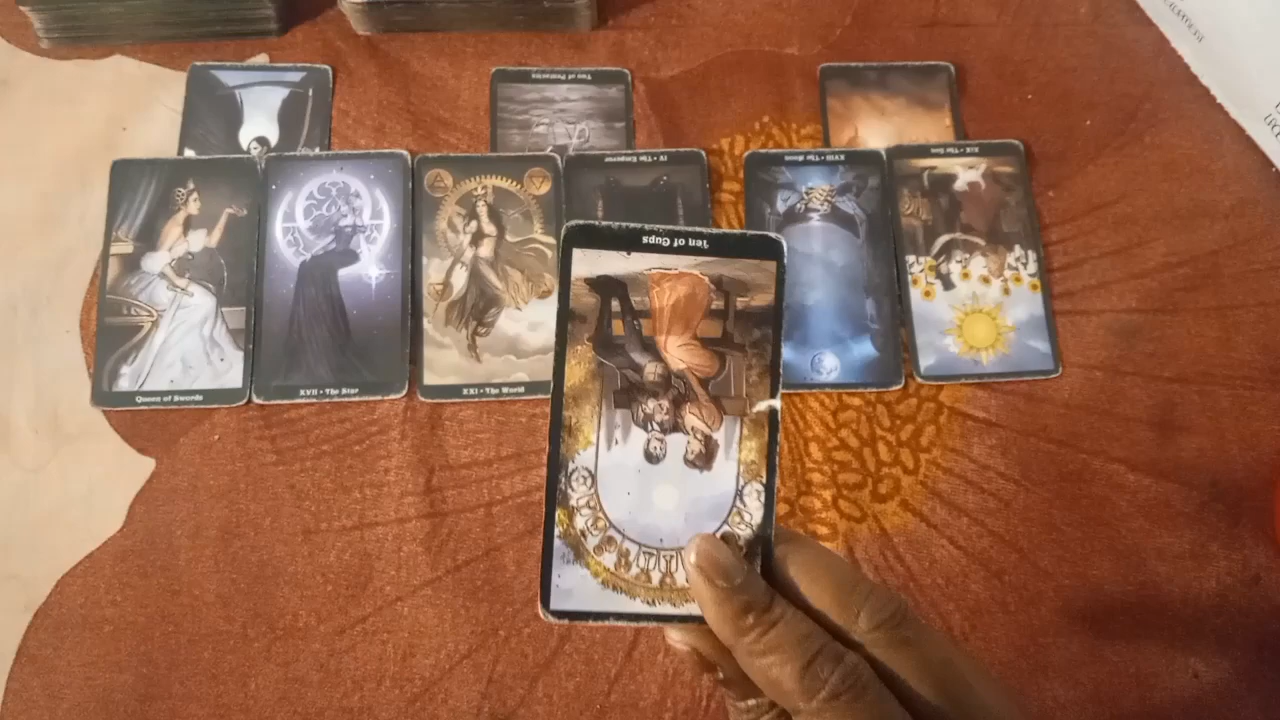 Ten of Pentacles
IV • The Emperor
XVIII • The Moon
XIX • The Sun
Ten of Cups
Queen of Swords
XVII • The Star
XXI • The World